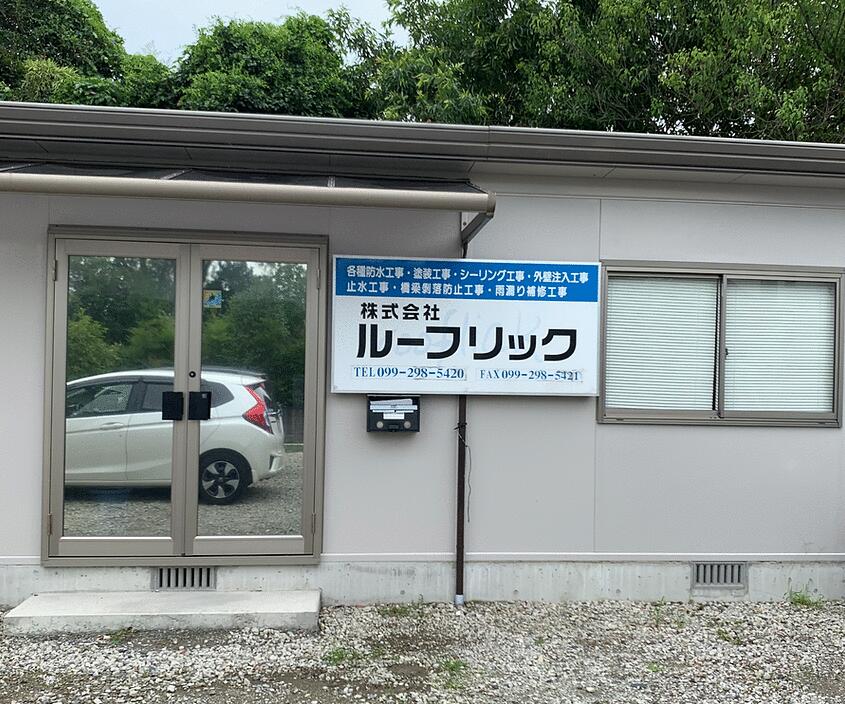 各種防水工事・塗装工事・シーリング工事・外壁注入工事
止水工事・橋梁剝落防止工事・雨漏り補修工事
株式会社
ルーフリック
TEL 099-298-5420 FAX 099-298-5421